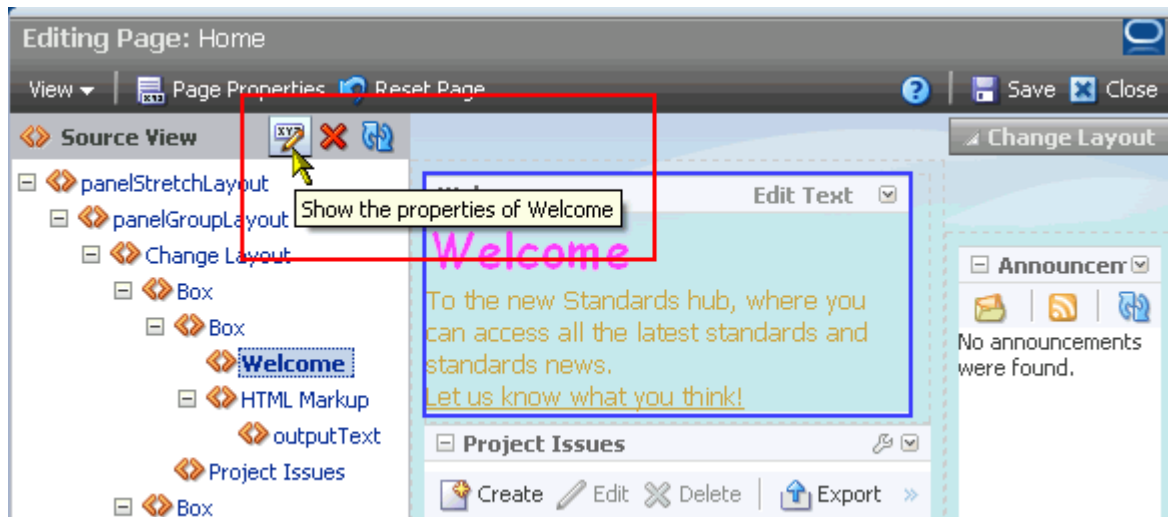 Editing Page: Home
View Page Properties Reset Page Save Close
Source View
Change Layout
panelStretchLayout
Show the properties of Welcome
Edit Text
panelGroupLayout
Welcome
Change Layout
Announcem
Box
To the new Standards hub, where you
can access all the latest standards and
standards news.
Let us know what you think!
No announcements
were found.
Box
Welcome
HTML Markup
outputText
Project Issues
Project Issues
Create Edit Delete Export »
Box